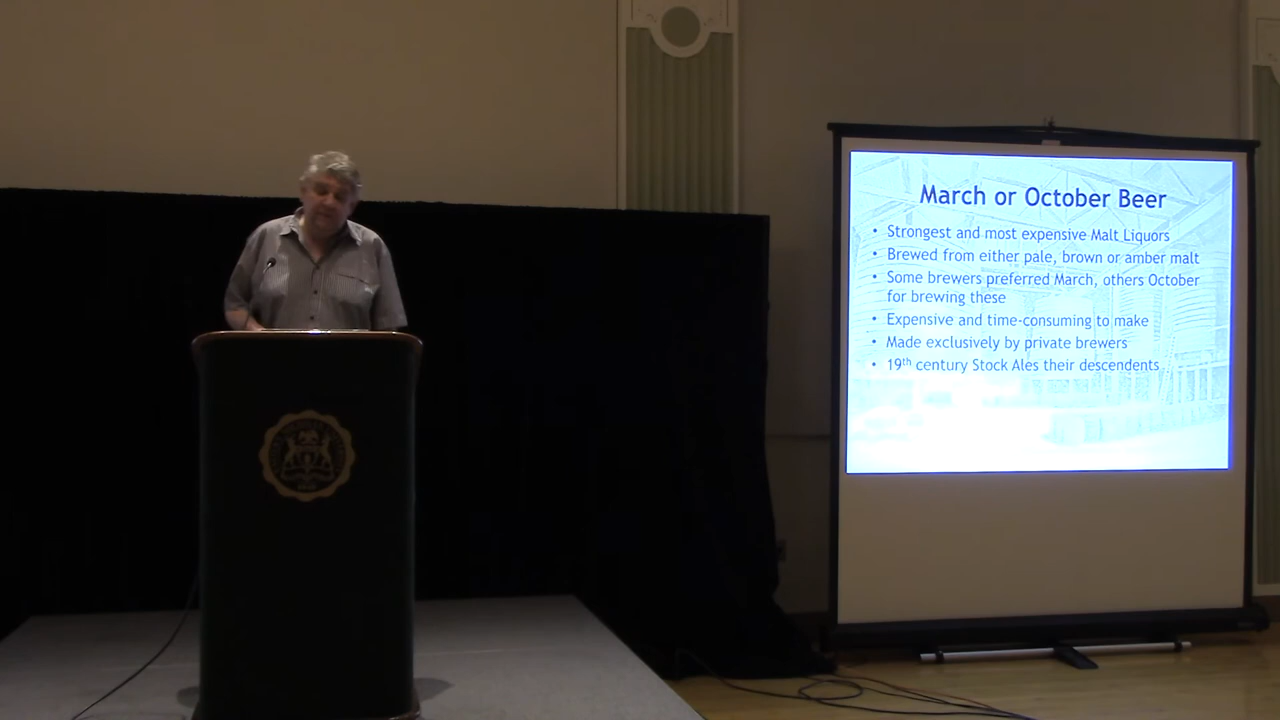 March or October Beer
• Strongest and most expensive Malt Liquors
• Brewed from either pale, brown or amber malt
• Some brewers preferred March, others October
for brewing these
• Expensive and time-consuming to make
• Made exclusively by private brewers
• 19th century Stock Ales their descendents